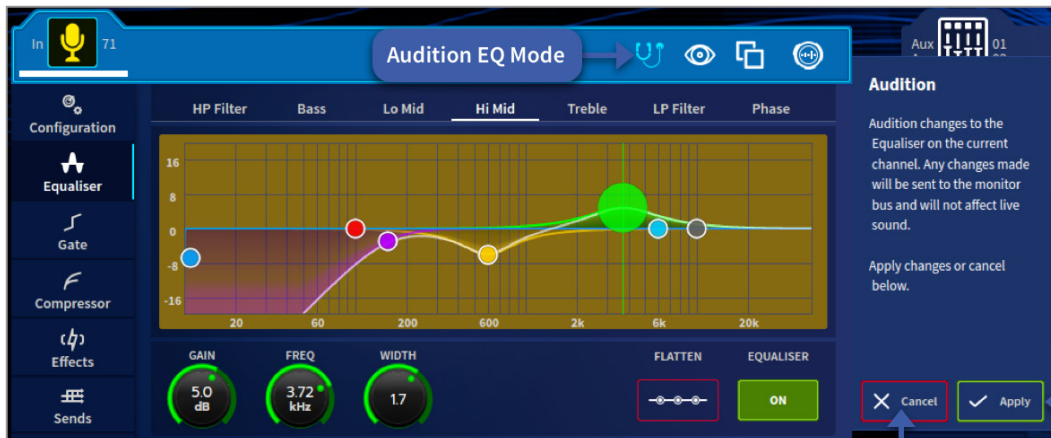 In 71
Audition EQ Mode
Aux 01
Configuration
Equaliser
Gate
Compressor
Effects
Sends
HP Filter Bass Lo Mid Hi Mid Treble LP Filter Phase
16
8
0
-8
-16
20 60 200 600 2k 6k 20k
GAIN FREQ WIDTH FLATTEN EQUALISER
5.0
dB
3.72
kHz
1.7
ON
Audition
Audition changes to the
Equaliser on the current
channel. Any changes made
will be sent to the monitor
bus and will not affect live
sound.
Apply changes or cancel
below.
Cancel Apply